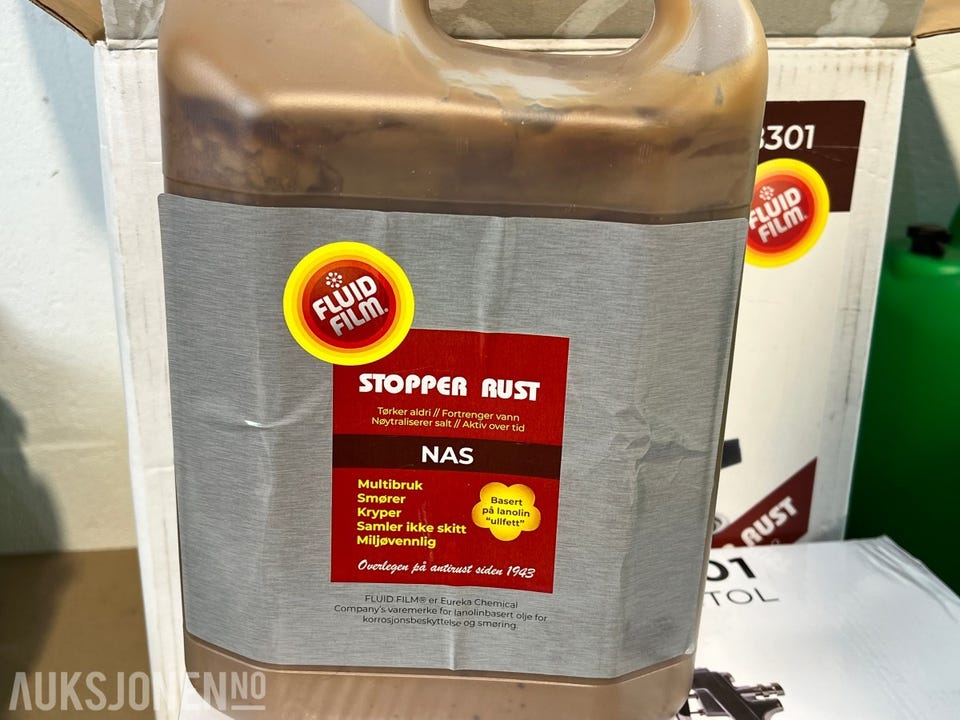 3301
FLUID
FILM®
FLUID
FILM®
STOPPER RUST
Tørker aldri // Fortrenger vann
Nøytraliserer salt // Aktiv over tid
NAS
Multibruk
Smører
Kryper
Samler ikke skitt
Miljøvennlig
Basert
på lanolin
"ullfett"
Overlegen på antirust siden 1943
FLUID FILM® er Eureka Chemical
Company's varemerke for lanolinbasert olje for
korrosjonsbeskyttelse og smøring.
RUST
01
TOL
AUKSJONEN NO